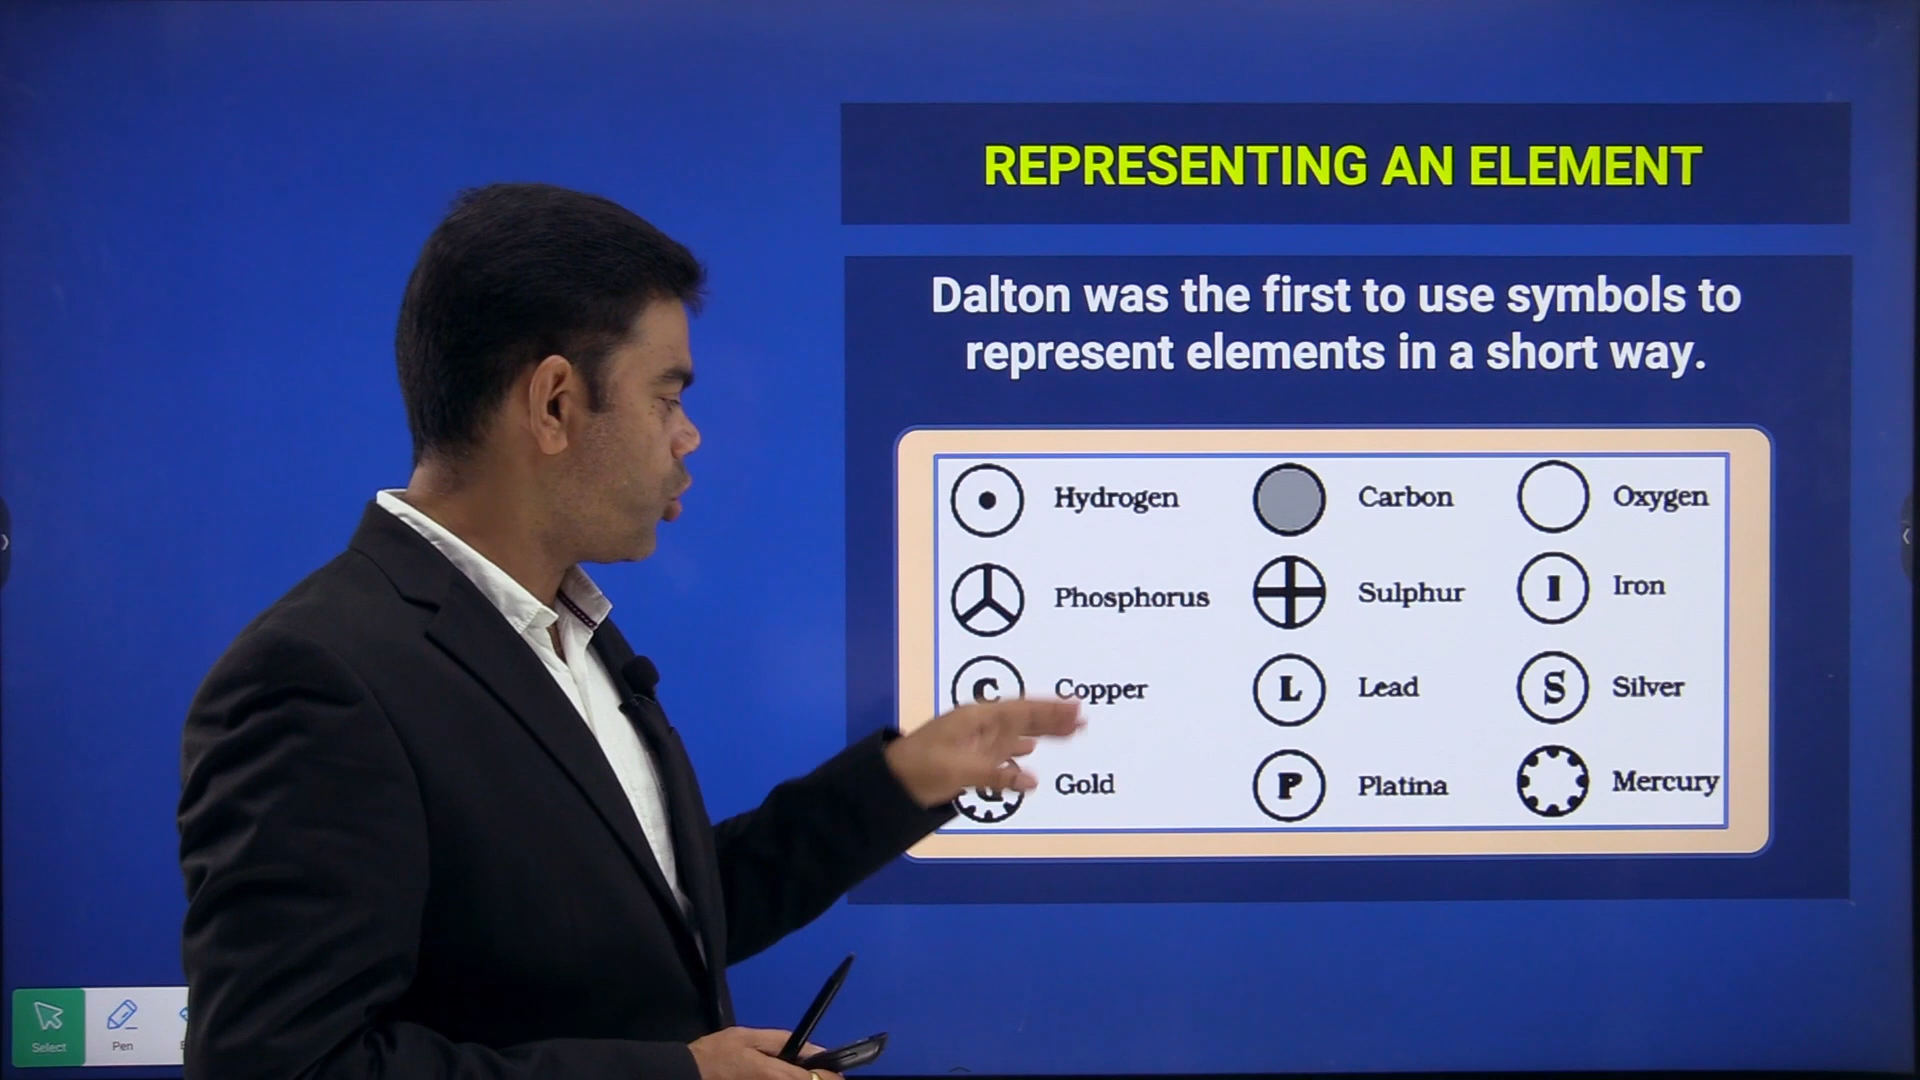 REPRESENTING AN ELEMENT
Dalton was the first to use symbols to
represent elements in a short way.
Hydrogen Carbon Oxygen
Phosphorus Sulphur I Iron
C Copper L Lead S Silver
G Gold P Platina Mercury
Select Pen